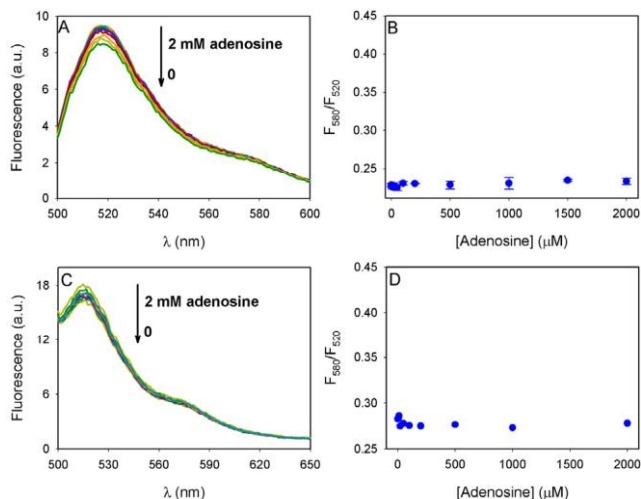 A
10
8
6
4
2
0
Fluorescence (a.u.)
2 mM adenosine
0
500 520 540 560 580 600
λ (nm)
B
0.45
0.40
0.35
0.30
0.25
F580/F520
0 500 1000 1500 2000
[Adenosine] (μM)
C
18
12
6
0
Fluorescence (a.u.)
2 mM adenosine
0
500 530 560 590 620 650
λ (nm)
D
0.45
0.40
0.35
0.30
0.25
F580/F520
0 500 1000 1500 2000
[Adenosine] (μM)